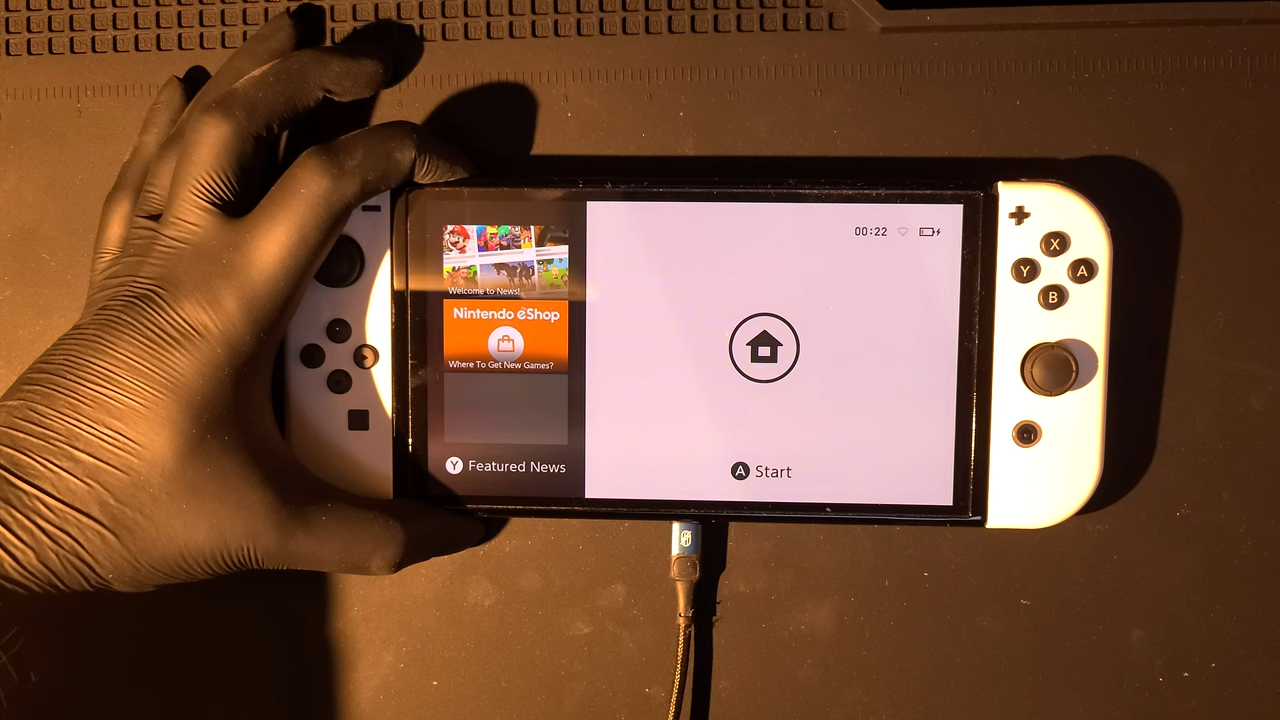 00:22
Welcome to News!
Nintendo eShop
Where To Get New Games?
Y Featured News
A Start
X
Y
A
B